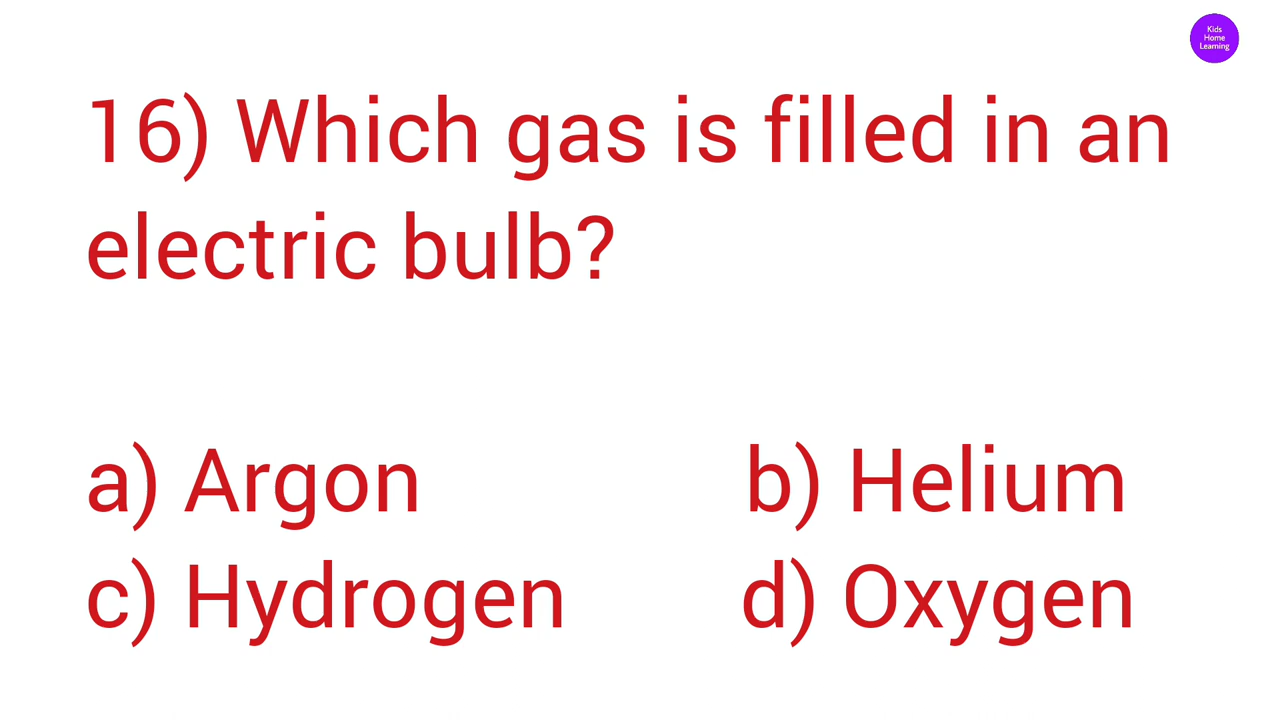 Kids
Home
Learning
16) Which gas is filled in an
electric bulb?
a) Argon b) Helium
c) Hydrogen d) Oxygen